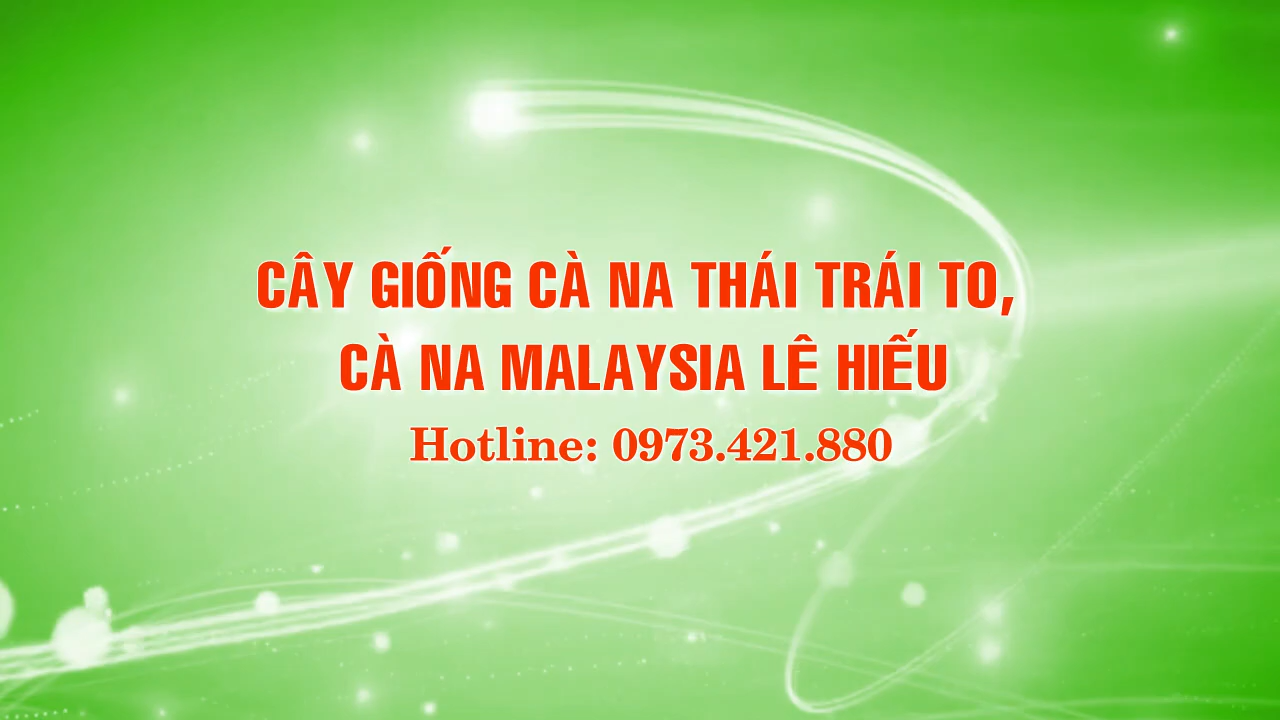 CÂY GIỐNG CÀ NA THÁI TRÁI TO,
CÀ NA MALAYSIA LÊ HIẾU
Hotline: 0973.421.880